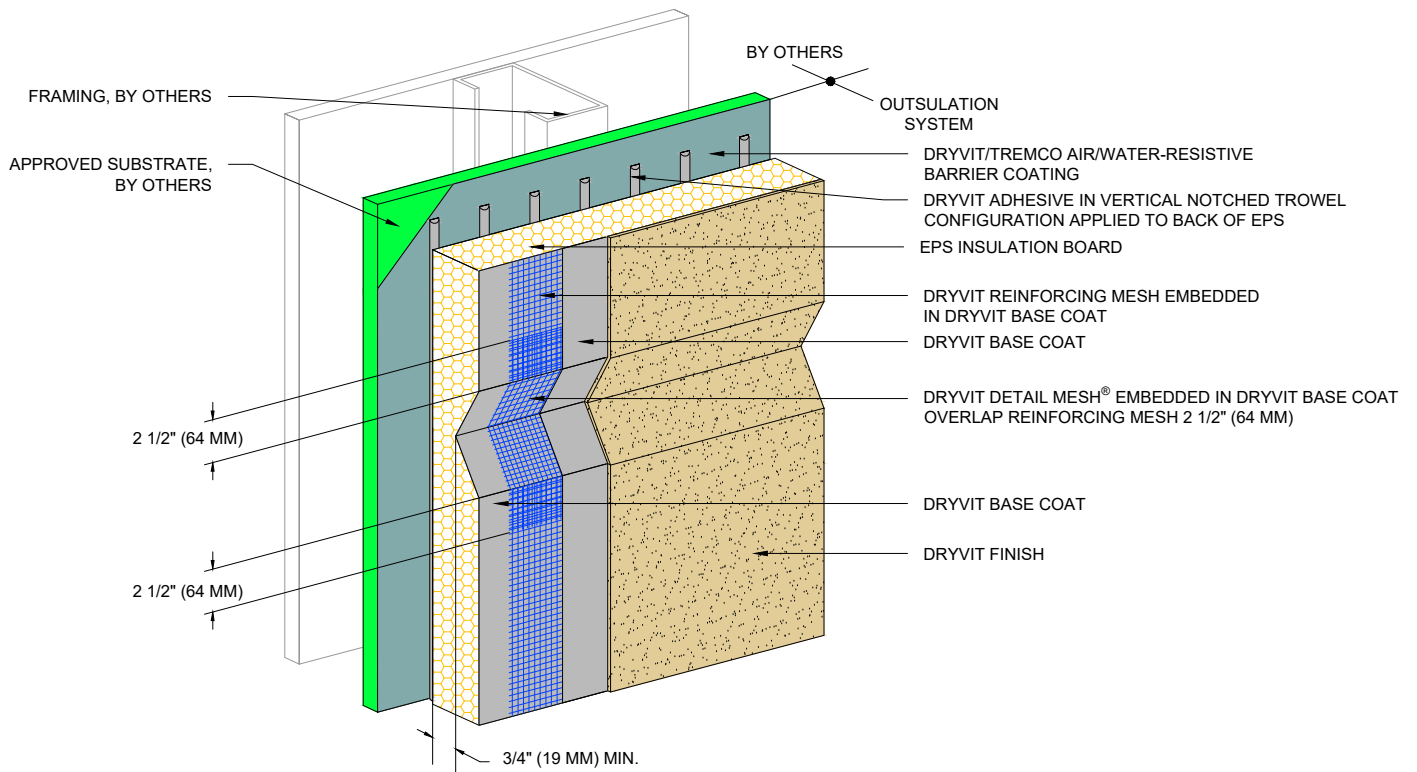 BY OTHERS
FRAMING, BY OTHERS
OUTSULATION
SYSTEM
APPROVED SUBSTRATE,
BY OTHERS
DRYVIT/TREMCO AIR/WATER-RESISTIVE
BARRIER COATING
DRYVIT ADHESIVE IN VERTICAL NOTCHED TROWEL
CONFIGURATION APPLIED TO BACK OF EPS
EPS INSULATION BOARD
DRYVIT REINFORCING MESH EMBEDDED
IN DRYVIT BASE COAT
DRYVIT BASE COAT
DRYVIT DETAIL MESH® EMBEDDED IN DRYVIT BASE COAT
OVERLAP REINFORCING MESH 2 1/2" (64 MM)
2 1/2" (64 MM)
DRYVIT BASE COAT
DRYVIT FINISH
2 1/2" (64 MM)
3/4" (19 MM) MIN.